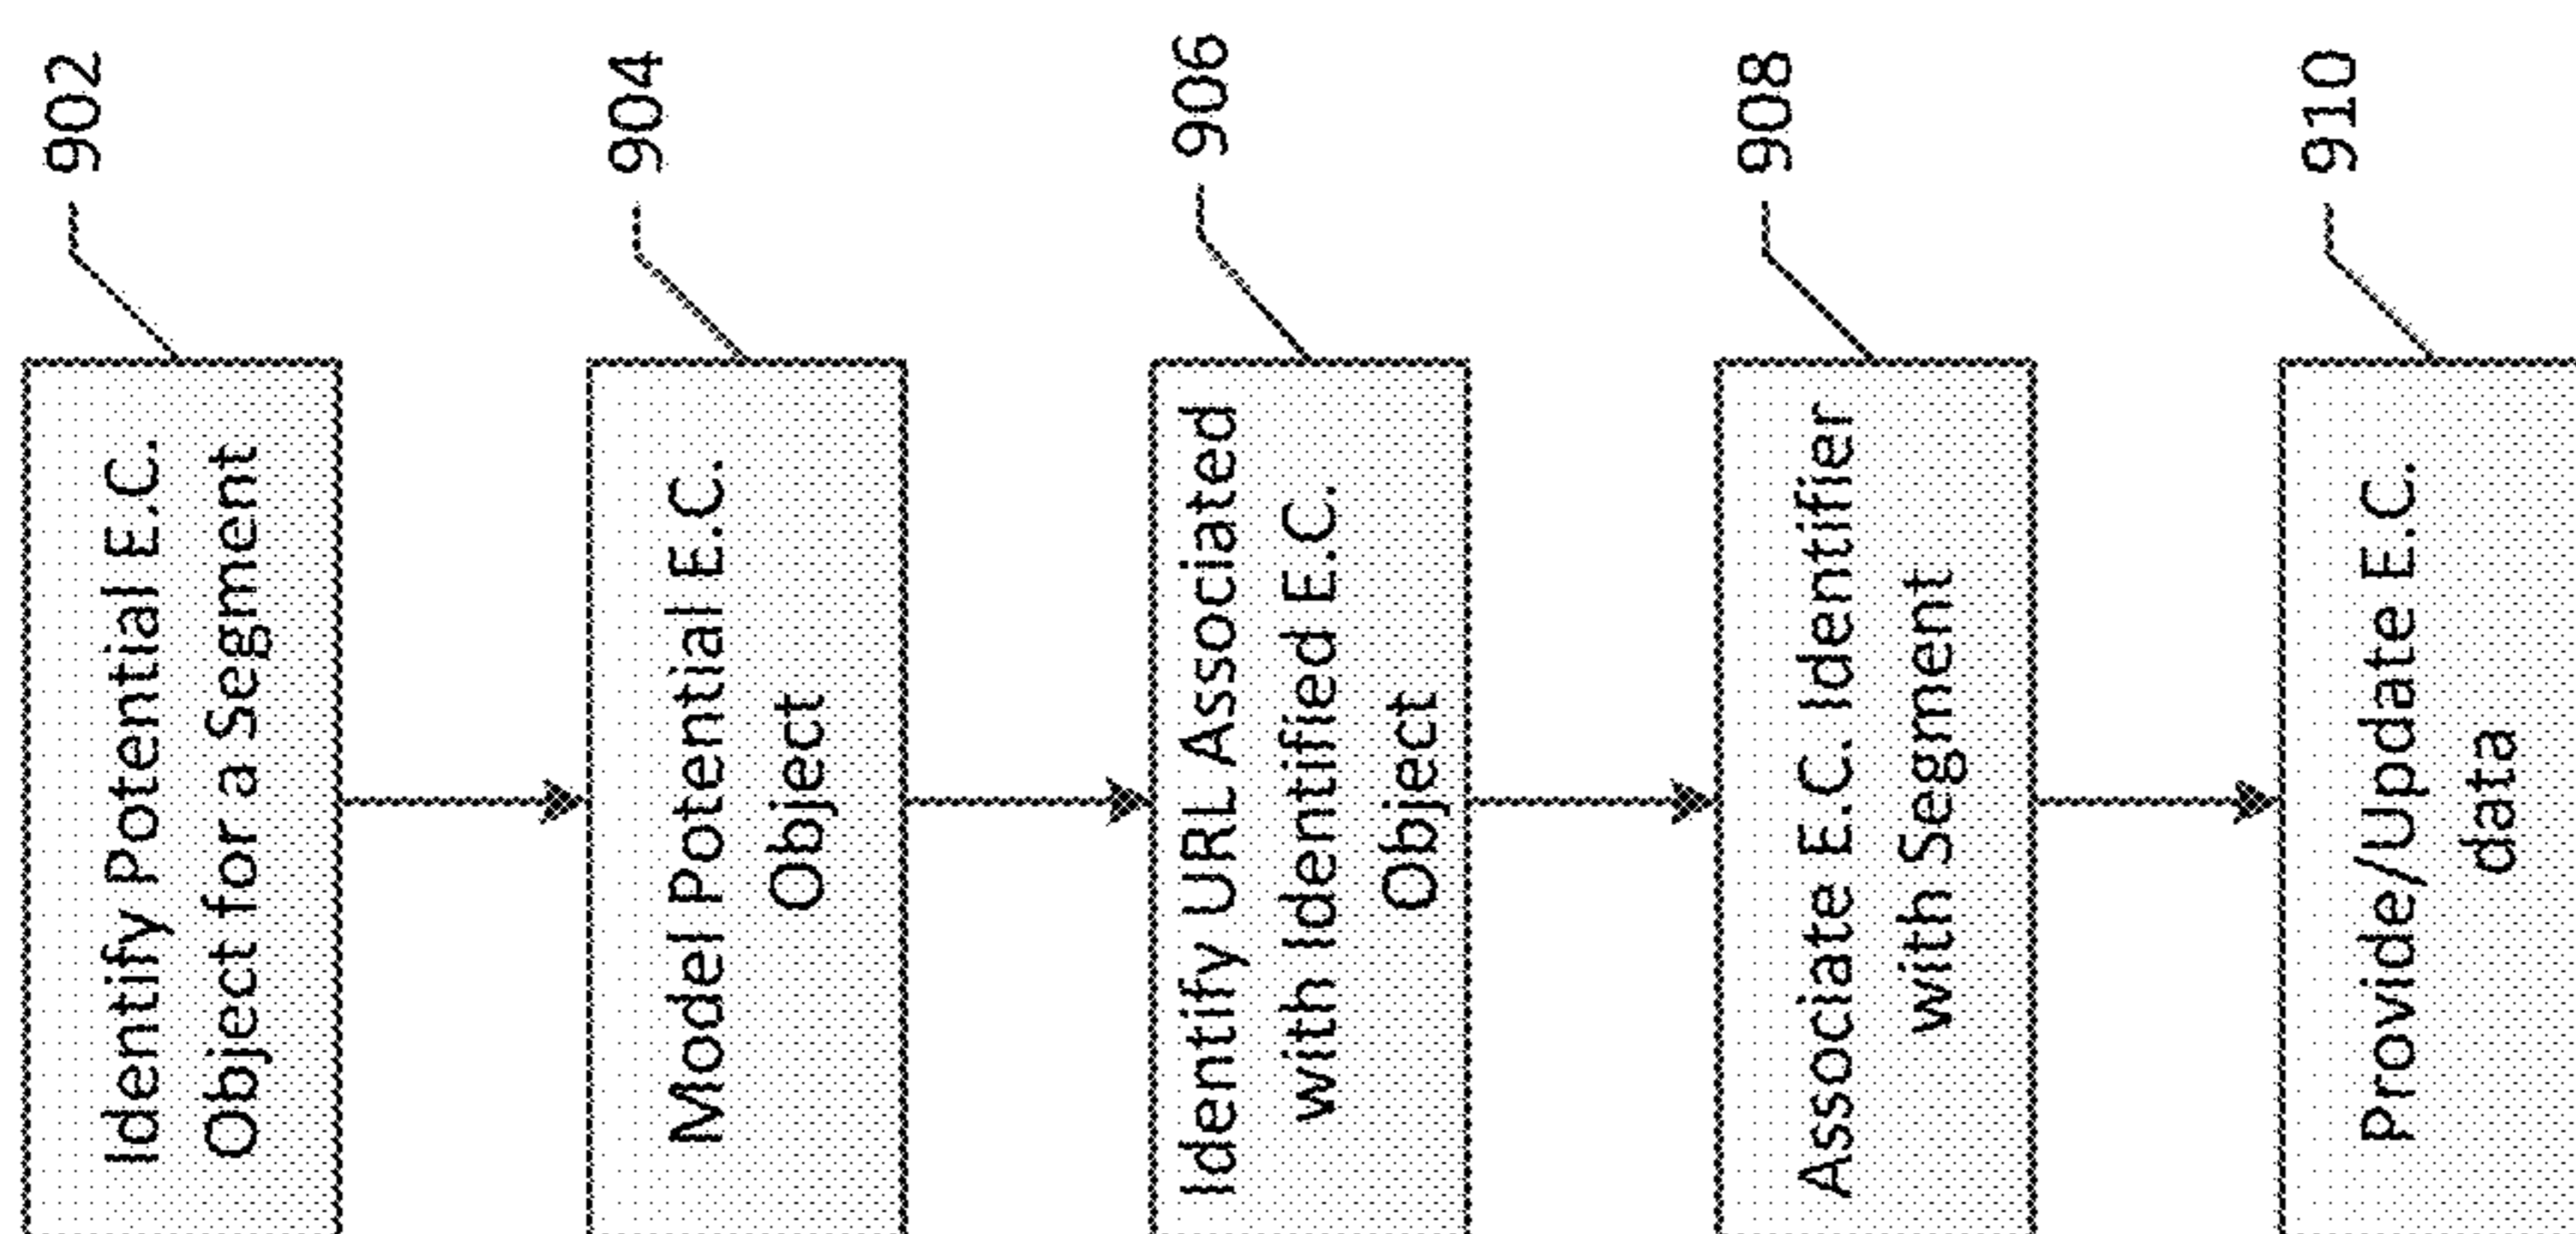 902
Identify Potential E.C.
Object for a Segment
904
Model Potential E.C.
Object
906
Identify URL Associated
with Identified E.C.
Object
908
Associate E.C. Identifier
with Segment
910
Provide/Update E.C.
data